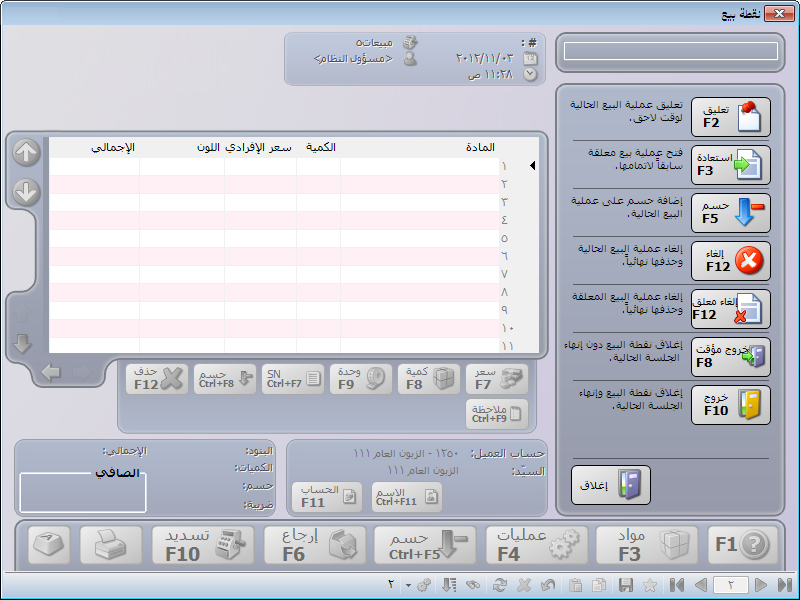 نقطة بيع
# :
مبيعات٥
٢٠١٢/١١/٠٣
<مسؤول النظام>
١١:٢٨ ص
تعليق
F2
تعليق عملية البيع الحالية
لوقت لاحق.
استعادة
F3
فتح عملية بيع معلقة
سابقاً لاتمامها.
حسم
F5
إضافة حسم على عملية
البيع الحالية.
إلغاء
F12
إلغاء عملية البيع الحالية
وحذفها نهائياً.
إلغاء معلق
F12
إلغاء عملية البيع المعلقة
وحذفها نهائياً.
خروج مؤقت
F8
إغلاق نقطة البيع دون إنهاء
الجلسة الحالية.
خروج
F10
إغلاق نقطة البيع وإنهاء
الجلسة الحالية.
إغلاق
المادة الكمية سعر الإفرادي اللون الإجمالي
١
٢
٣
٤
٥
٦
٧
٨
٩
١٠
١١
سعر
F7
كمية
F8
وحدة
F9
SN
Ctrl+F7
حسم
Ctrl+F8
حذف
F12
ملاحظة
Ctrl+F9
حساب العميل: ١٢٥٠ - الزبون العام ١١١
السيّد: الزبون العام ١١١
الاسم
Ctrl+F11
الحساب
F11
البنود:
الكميات:
حسم:
ضريبة:
الإجمالي:
الصافي
F1
مواد
F3
عمليات
F4
حسم
Ctrl+F5
إرجاع
F6
تسديد
F10
٢
٢